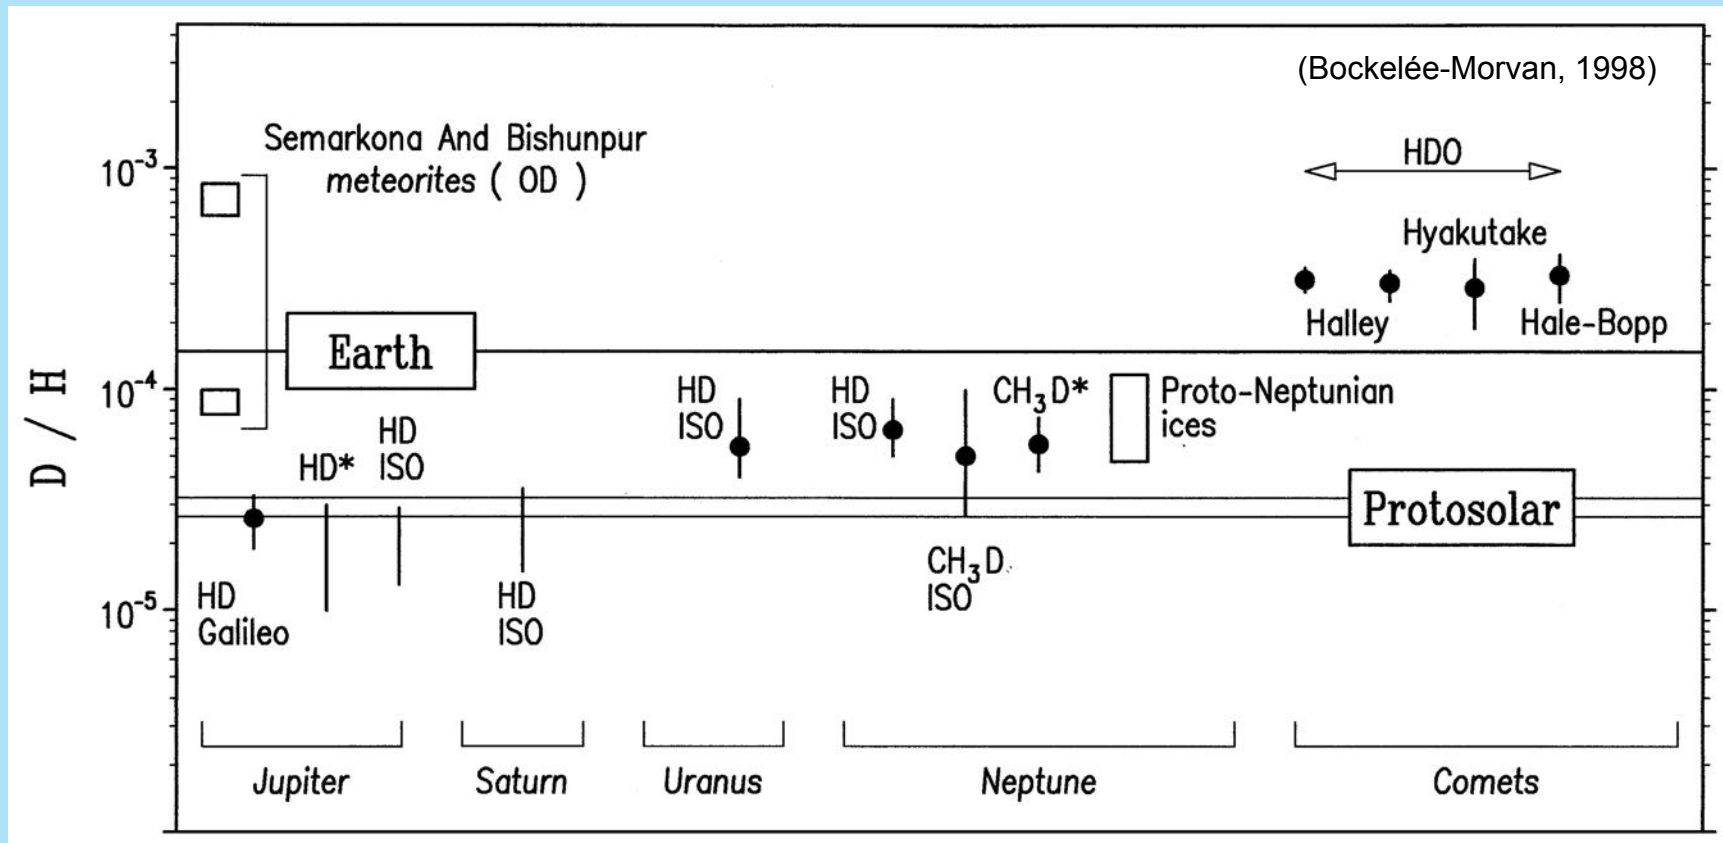 (Bockelée-Morvan, 1998)
Semarkona And Bishunpur
meteorites ( OD )
10⁻³
HDO
Hyakutake
Halley
Hale-Bopp
Earth
10⁻⁴
D / H
HD
ISO
HD
ISO
CH₃D*
Proto-Neptunian
ices
HD
ISO
HD*
Protosolar
CH₃D
ISO
10⁻⁵
HD
Galileo
HD
ISO
Jupiter
Saturn
Uranus
Neptune
Comets